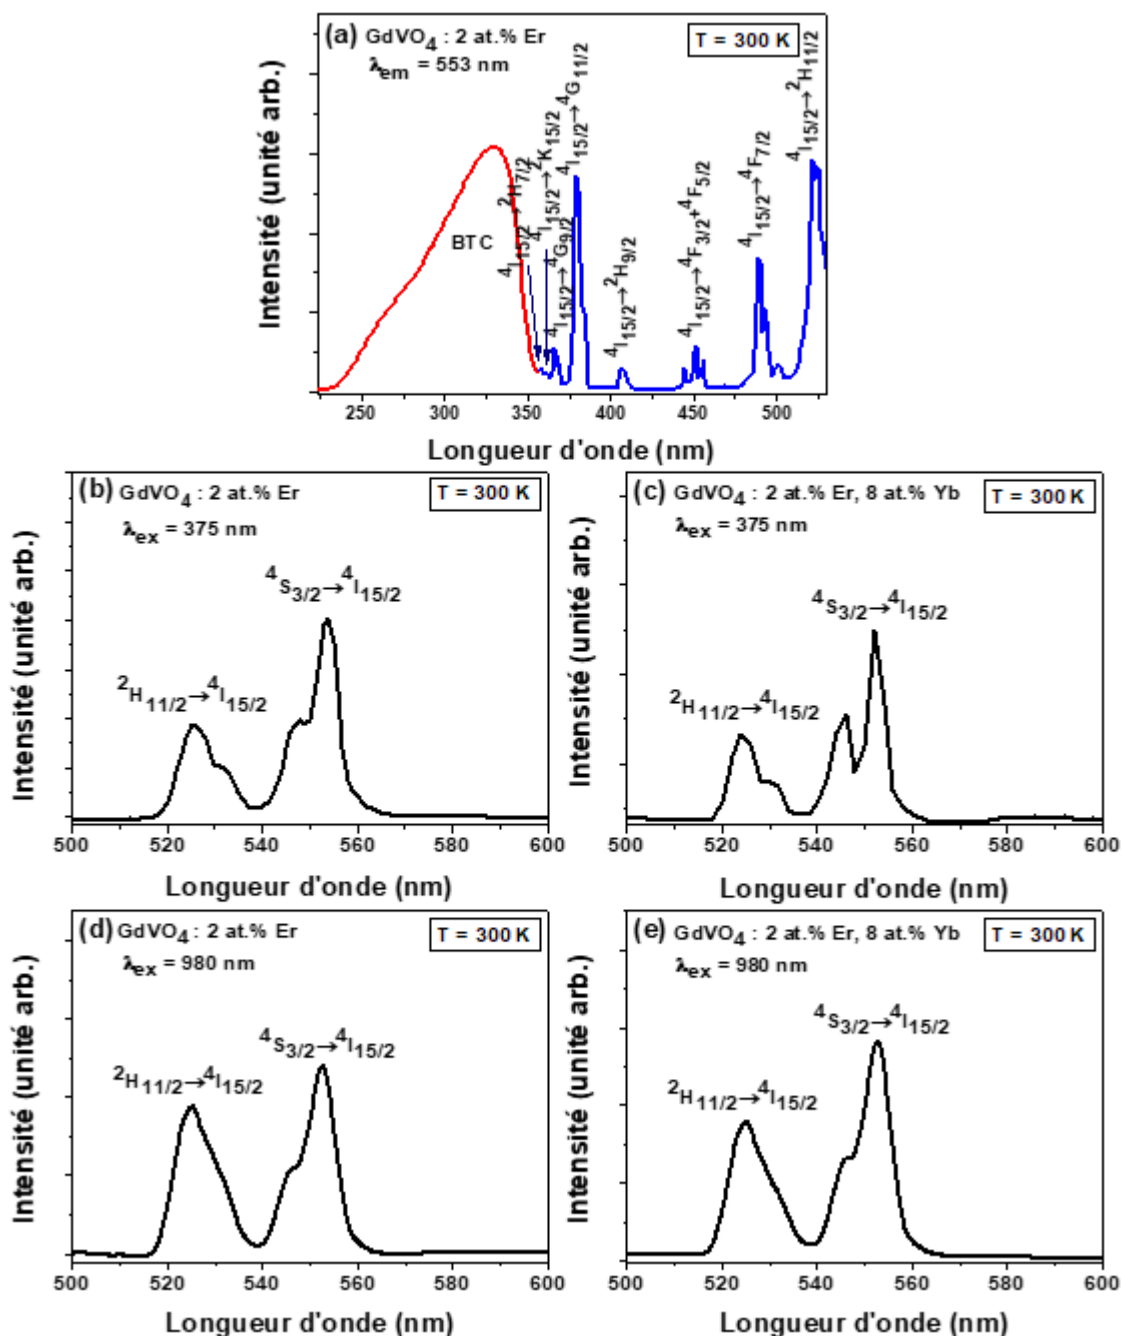 (a) GdVO4 : 2 at.% Er
T = 300 K
λem = 553 nm
BTC
4I15/2→2H7/2
4I15/2→2K15/2
4I15/2→4G9/2
4I15/2→4G11/2
4I15/2→2H9/2
4I15/2→4F3/2+4F5/2
4I15/2→4F7/2
4I15/2→2H11/2
Intensité (unité arb.)
250 300 350 400 450 500
Longueur d'onde (nm)
(b) GdVO4 : 2 at.% Er
T = 300 K
λex = 375 nm
4S3/2→4I15/2
2H11/2→4I15/2
Intensité (unité arb.)
500 520 540 560 580 600
Longueur d'onde (nm)
(c) GdVO4 : 2 at.% Er, 8 at.% Yb
T = 300 K
λex = 375 nm
4S3/2→4I15/2
2H11/2→4I15/2
Intensité (unité arb.)
500 520 540 560 580 600
Longueur d'onde (nm)
(d) GdVO4 : 2 at.% Er
T = 300 K
λex = 980 nm
4S3/2→4I15/2
2H11/2→4I15/2
Intensité (unité arb.)
500 520 540 560 580 600
Longueur d'onde (nm)
(e) GdVO4 : 2 at.% Er, 8 at.% Yb
T = 300 K
λex = 980 nm
4S3/2→4I15/2
2H11/2→4I15/2
Intensité (unité arb.)
500 520 540 560 580 600
Longueur d'onde (nm)